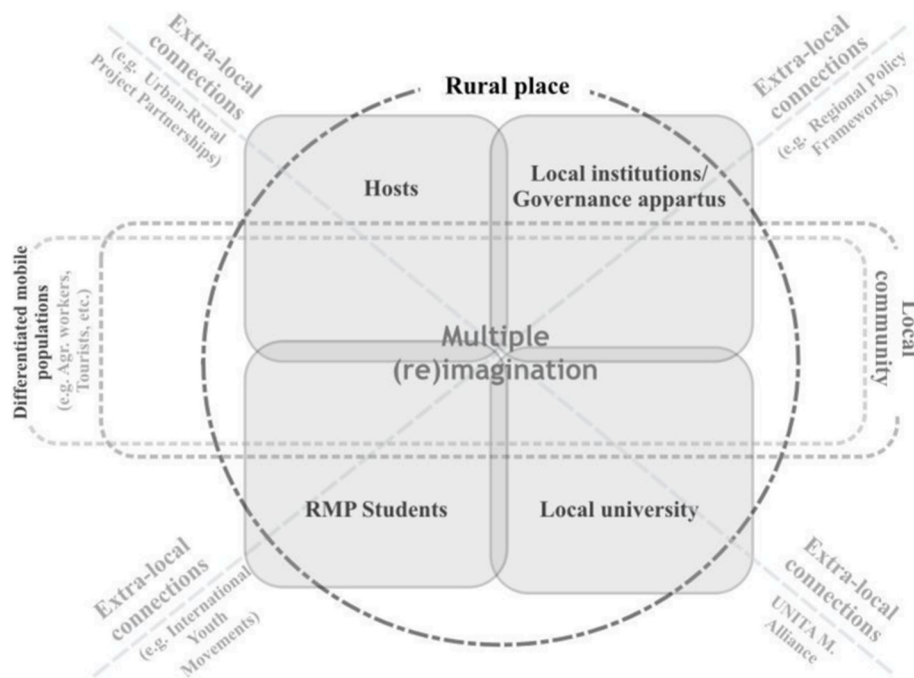 Extra-local
connections
(e.g. Urban-Rural
Project Partnerships)
Extra-local
connections
(e.g. Regional Policy
Frameworks)
Rural place
Hosts
Local institutions/
Governance appartus
Differentiated mobile
populations
(e.g. Agr. workers,
Tourists, etc.)
Multiple
(re)imagination
Local
community
RMP Students
Local university
Extra-local
connections
(e.g. International
Youth
Movements)
Extra-local
connections
UNITA M.
Alliance